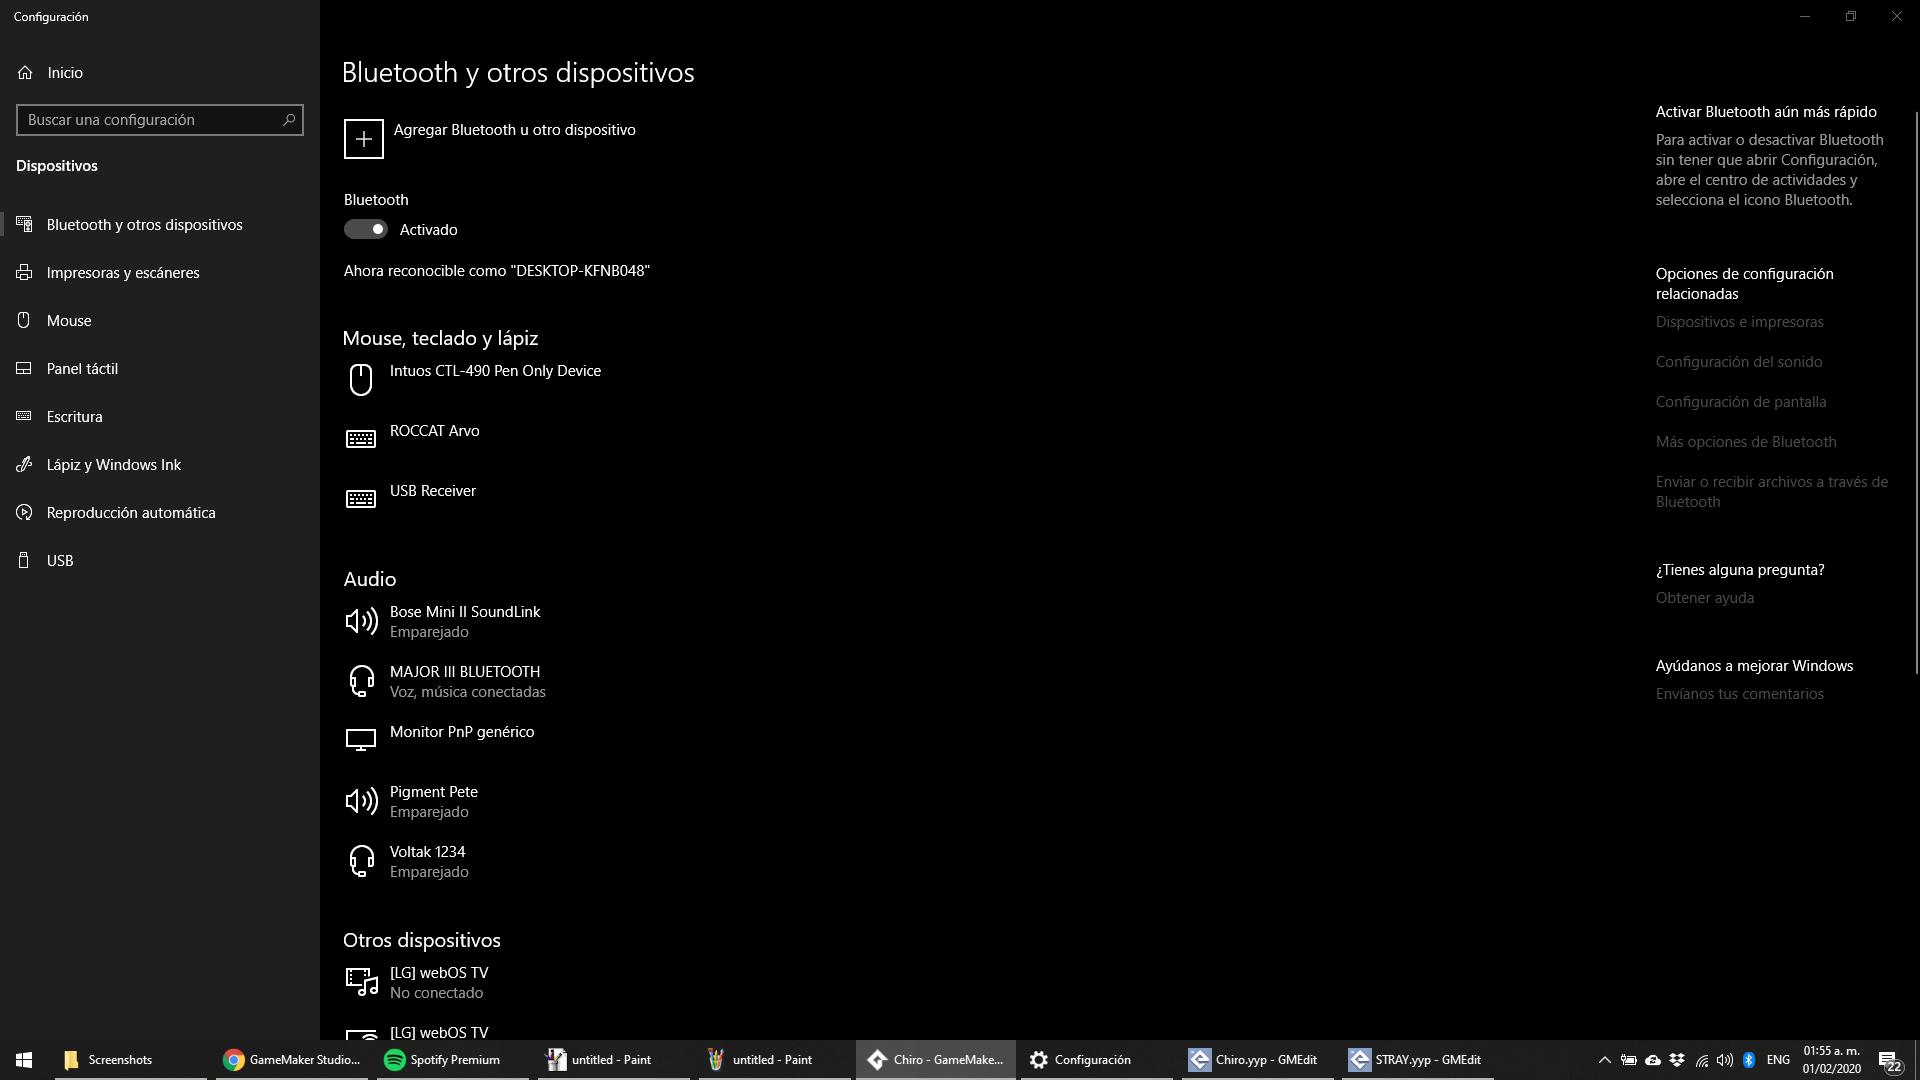 Configuración
Inicio
Buscar una configuración
Dispositivos
Bluetooth y otros dispositivos
Impresoras y escáneres
Mouse
Panel táctil
Escritura
Lápiz y Windows Ink
Reproducción automática
USB
Bluetooth y otros dispositivos
Agregar Bluetooth u otro dispositivo
Bluetooth
Activado
Ahora reconocible como "DESKTOP-KFNB048"
Mouse, teclado y lápiz
Intuos CTL-490 Pen Only Device
ROCCAT Arvo
USB Receiver
Audio
Bose Mini II SoundLink
Emparejado
MAJOR III BLUETOOTH
Voz, música conectadas
Monitor PnP genérico
Pigment Pete
Emparejado
Voltak 1234
Emparejado
Otros dispositivos
[LG] webOS TV
No conectado
[LG] webOS TV
Activar Bluetooth aún más rápido
Para activar o desactivar Bluetooth
sin tener que abrir Configuración,
abre el centro de actividades y
selecciona el icono Bluetooth.
Opciones de configuración
relacionadas
Dispositivos e impresoras
Configuración del sonido
Configuración de pantalla
Más opciones de Bluetooth
Enviar o recibir archivos a través de
Bluetooth
¿Tienes alguna pregunta?
Obtener ayuda
Ayúdanos a mejorar Windows
Envíanos tus comentarios
Screenshots
GameMaker Studio...
Spotify Premium
untitled - Paint
untitled - Paint
Chiro - GameMake...
Configuración
Chiro.yyp - GMEdit
STRAY.yyp - GMEdit
ENG
01:55 a. m.
01/02/2020
22